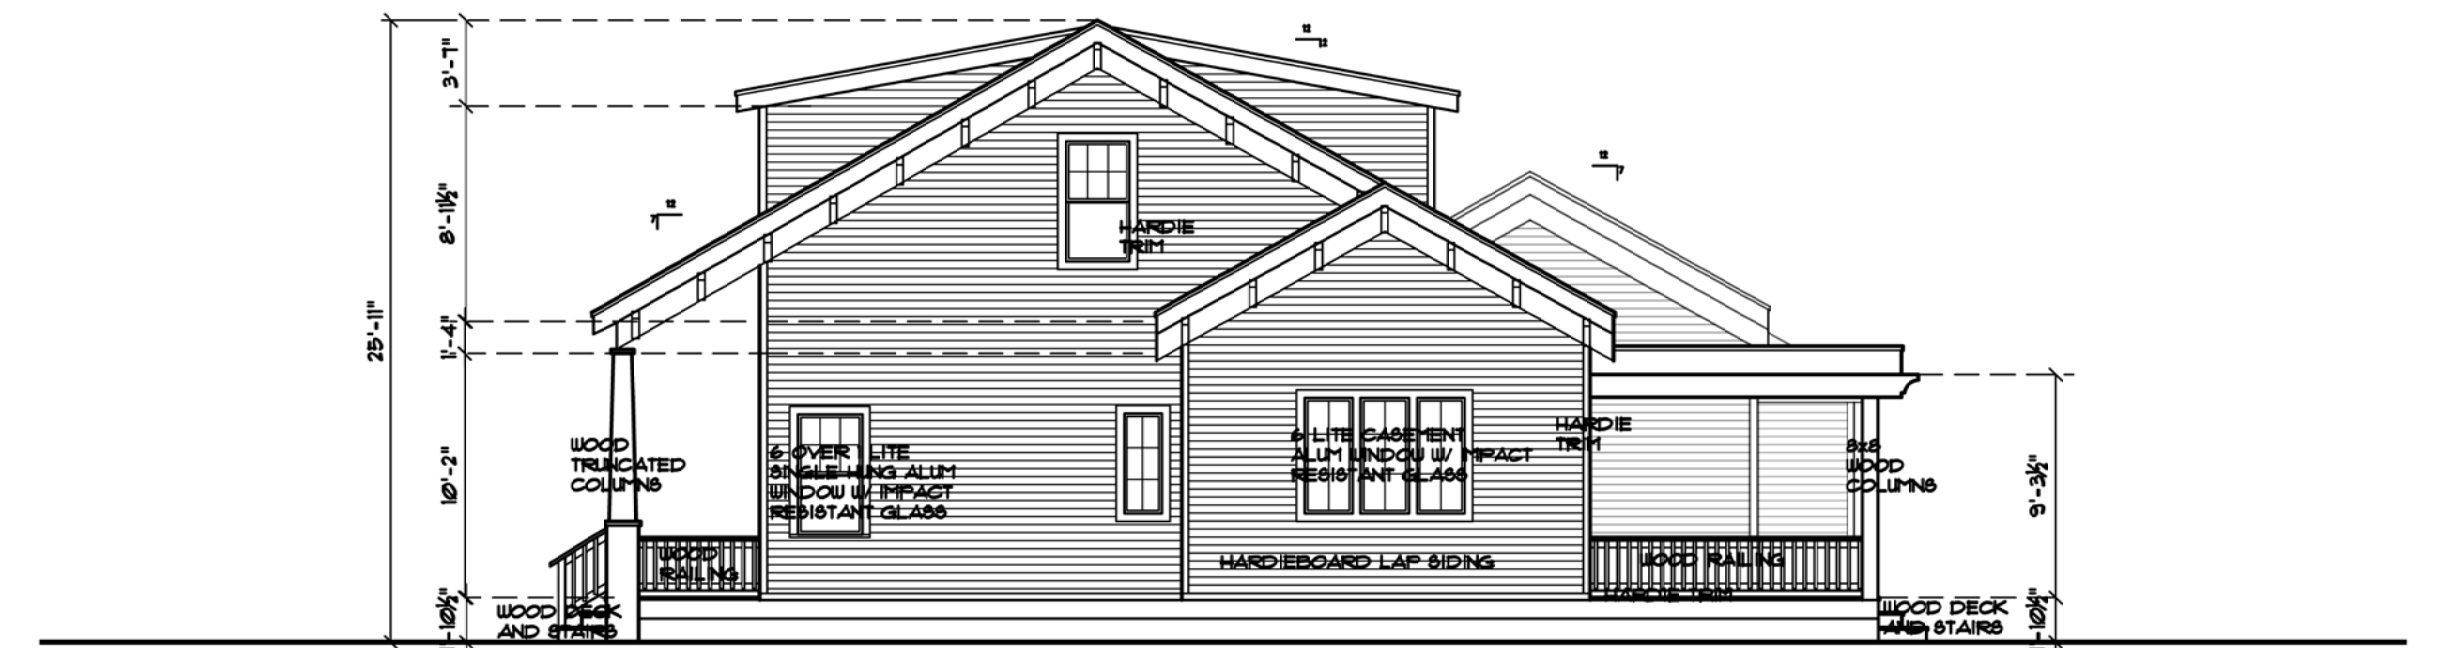 3'-7"
8'-11½"
1'-4"
25'-11"
10'-2"
-10½"
12
2
12
7
12
7
HARDIE
TRIM
WOOD
TRUNCATED
COLUMNS
6 OVER 1 LITE
SINGLE HUNG ALUM
WINDOW W/ IMPACT
RESISTANT GLASS
6 LITE CASEMENT
ALUM WINDOW W/ IMPACT
RESISTANT GLASS
HARDIE
TRIM
8x8
WOOD
COLUMNS
9'-3½"
WOOD
RAILING
HARDIEBOARD LAP SIDING
WOOD RAILING
HARDIE TRIM
WOOD DECK
AND STAIRS
WOOD DECK
AND STAIRS
-10½"